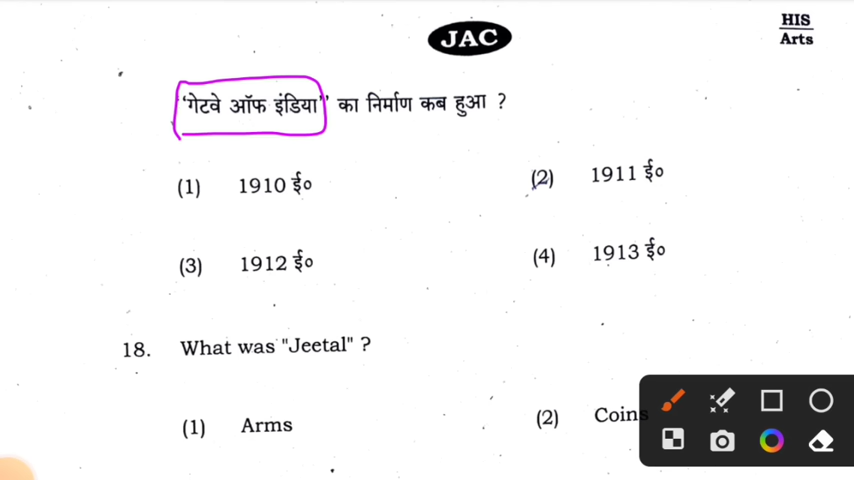 JAC
HIS
Arts
"गेटवे ऑफ इंडिया" का निर्माण कब हुआ ?
(1) 1910 ई०
(2) 1911 ई०
(3) 1912 ई०
(4) 1913 ई०
18. What was "Jeetal" ?
(1) Arms
(2) Coins